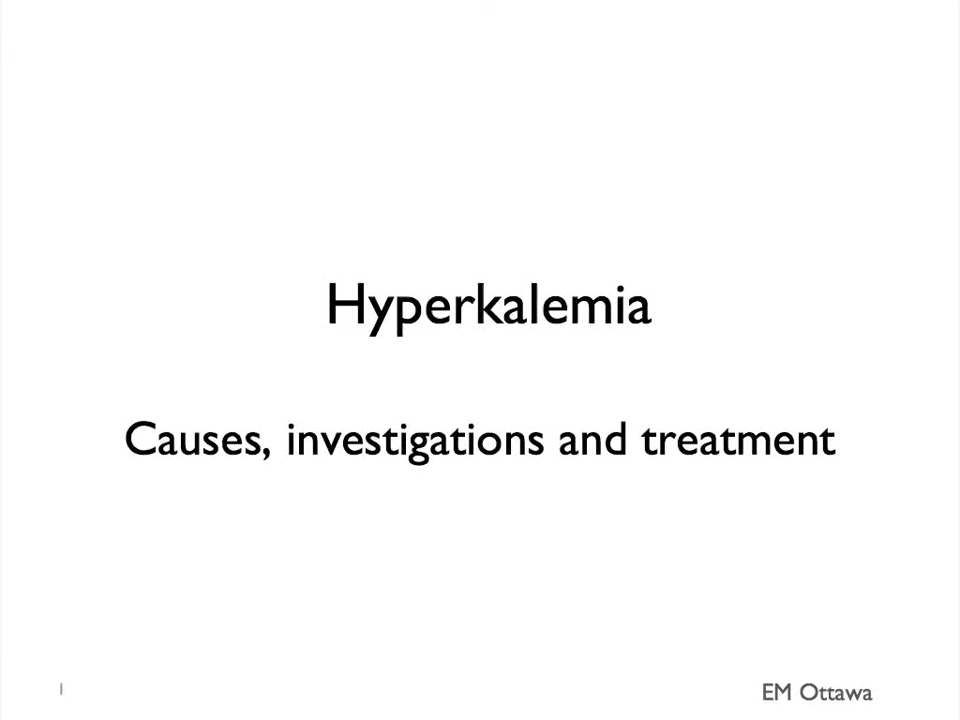 Hyperkalemia
Causes, investigations and treatment
1
EM Ottawa